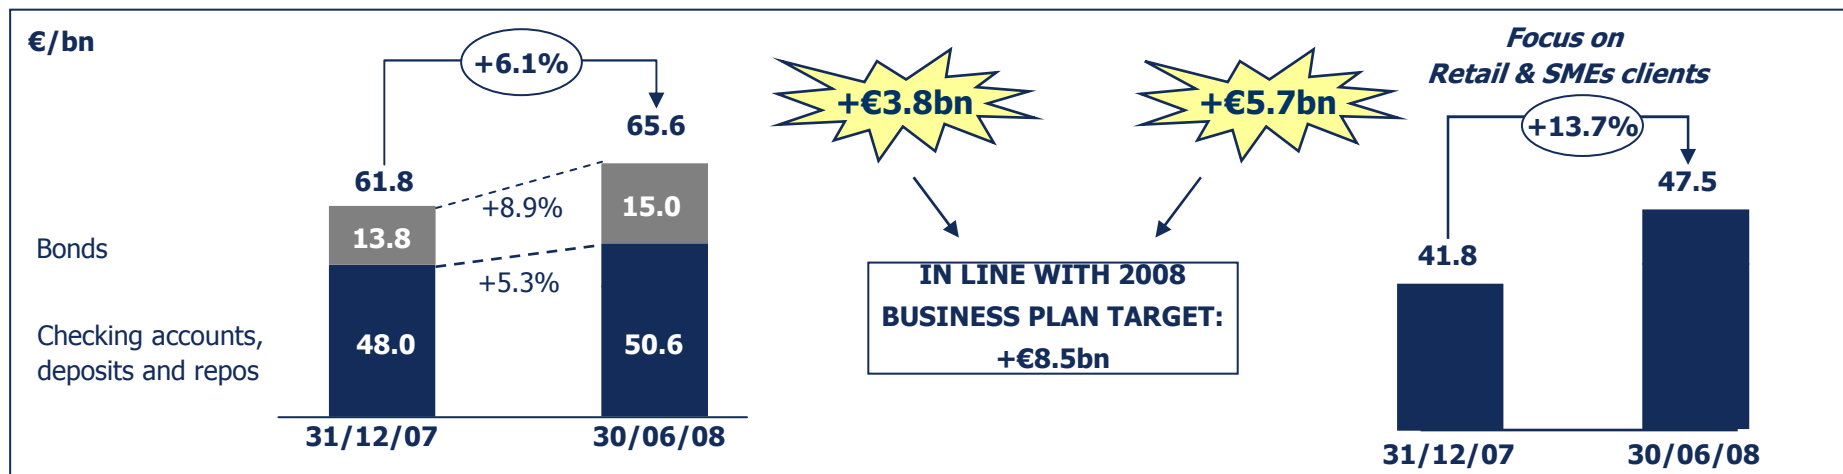 €/bn
+6.1%
65.6
61.8
+8.9%
15.0
13.8
Bonds
+5.3%
Checking accounts,
deposits and repos
48.0
50.6
31/12/07
30/06/08
+€3.8bn
+€5.7bn
IN LINE WITH 2008
BUSINESS PLAN TARGET:
+€8.5bn
Focus on
Retail & SMEs clients
+13.7%
47.5
41.8
31/12/07
30/06/08